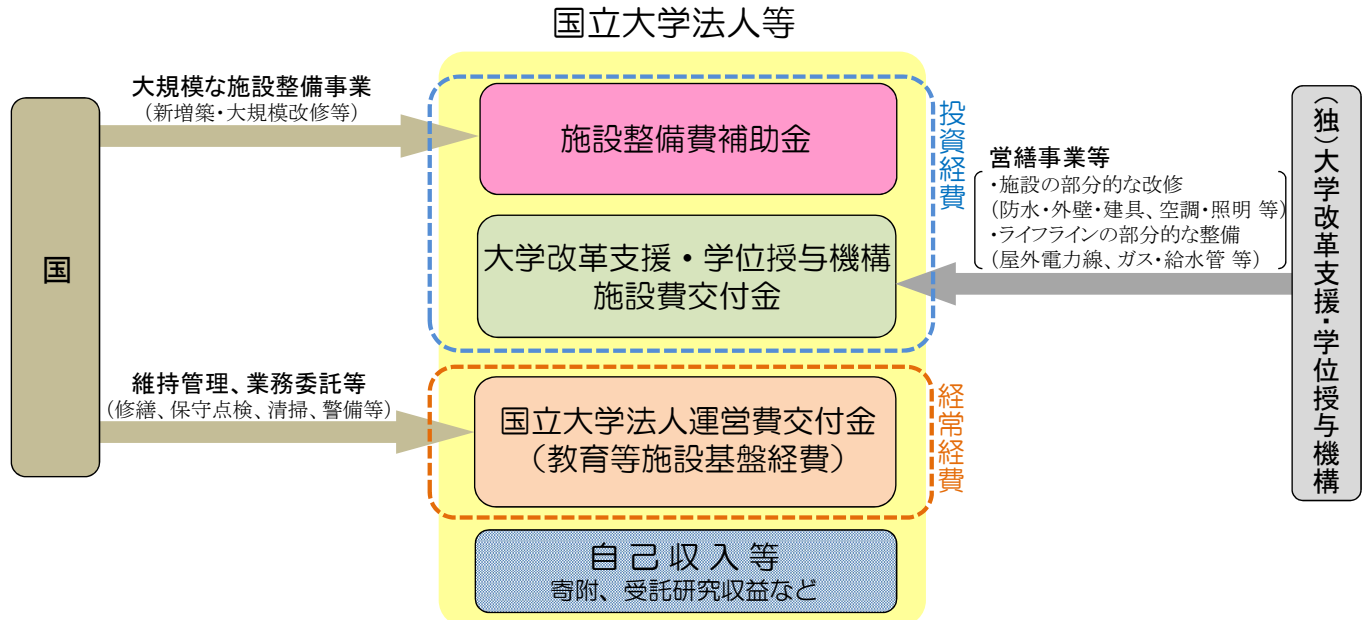 国立大学法人等
大規模な施設整備事業
(新増築・大規模改修等)
国
施設整備費補助金
投資経費
大学改革支援・学位授与機構
施設費交付金
営繕事業等
・施設の部分的な改修
(防水・外壁・建具、空調・照明 等)
・ライフラインの部分的な整備
(屋外電力線、ガス・給水管 等)
(独)大学改革支援・学位授与機構
維持管理、業務委託等
(修繕、保守点検、清掃、警備等)
国立大学法人運営費交付金
(教育等施設基盤経費)
経常経費
自己収入等
寄附、受託研究収益など